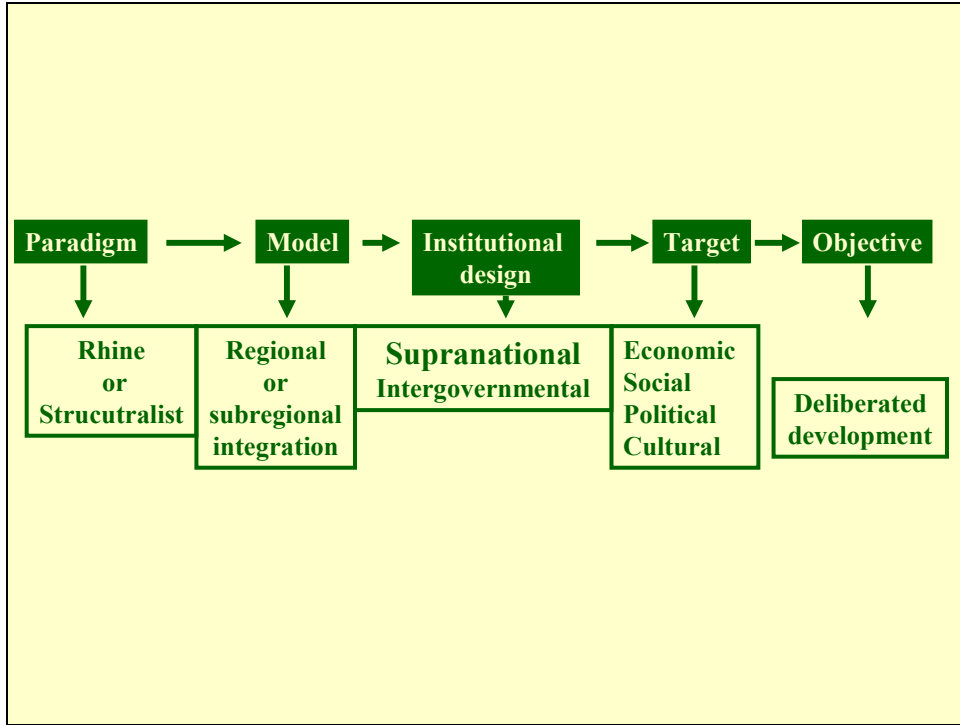 Paradigm
Model
Institutional
design
Target
Objective
Rhine
or
Strucutralist
Regional
or
subregional
integration
Supranational
Intergovernmental
Economic
Social
Political
Cultural
Deliberated
development